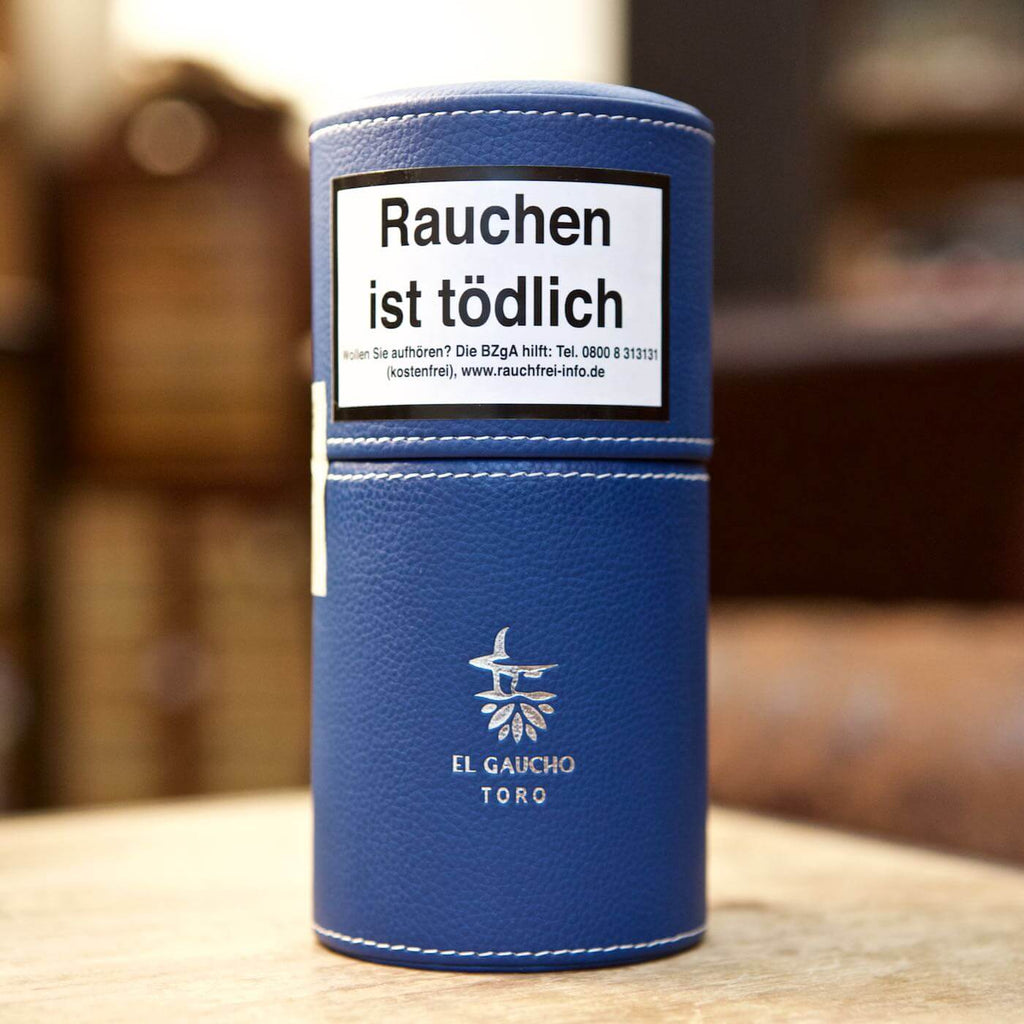 Rauchen
ist tödlich
Wollen Sie aufhören? Die BZgA hilft: Tel. 0800 8 313131
(kostenfrei), www.rauchfrei-info.de
EL GAUCHO
TORO